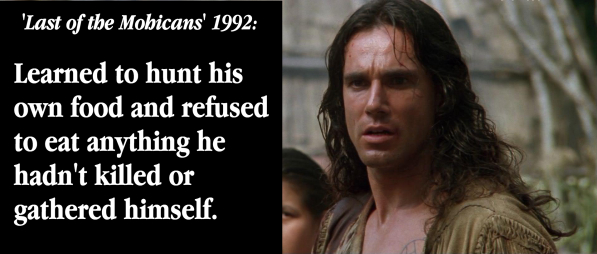 'Last of the Mohicans' 1992:
Learned to hunt his
own food and refused
to eat anything he
hadn't killed or
gathered himself.